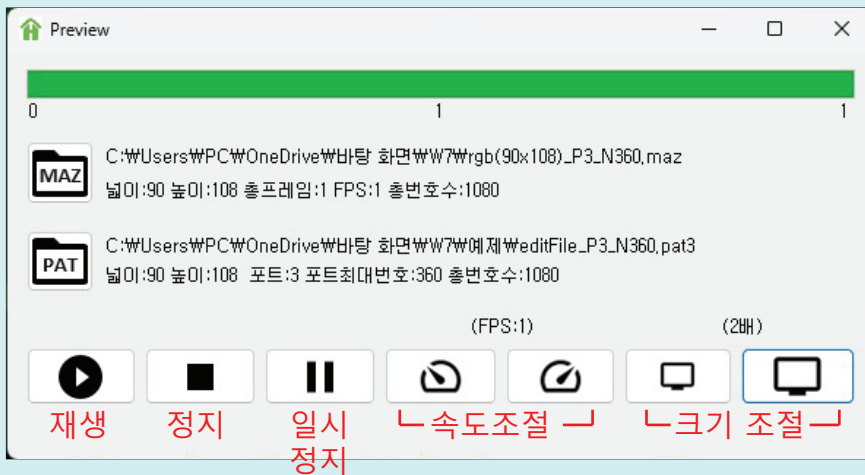 Preview
0 1 1
MAZ
C:₩Users₩PC₩OneDrive₩바탕 화면₩W7₩rgb(90x108)_P3_N360.maz
넓이:90 높이:108 총프레임:1 FPS:1 총번호수:1080
PAT
C:₩Users₩PC₩OneDrive₩바탕 화면₩W7₩예제₩editFile_P3_N360.pat3
넓이:90 높이:108 포트:3 포트최대번호:360 총번호수:1080
(FPS:1) (2배)
재생 정지 일시 속도조절 크기 조절
정지